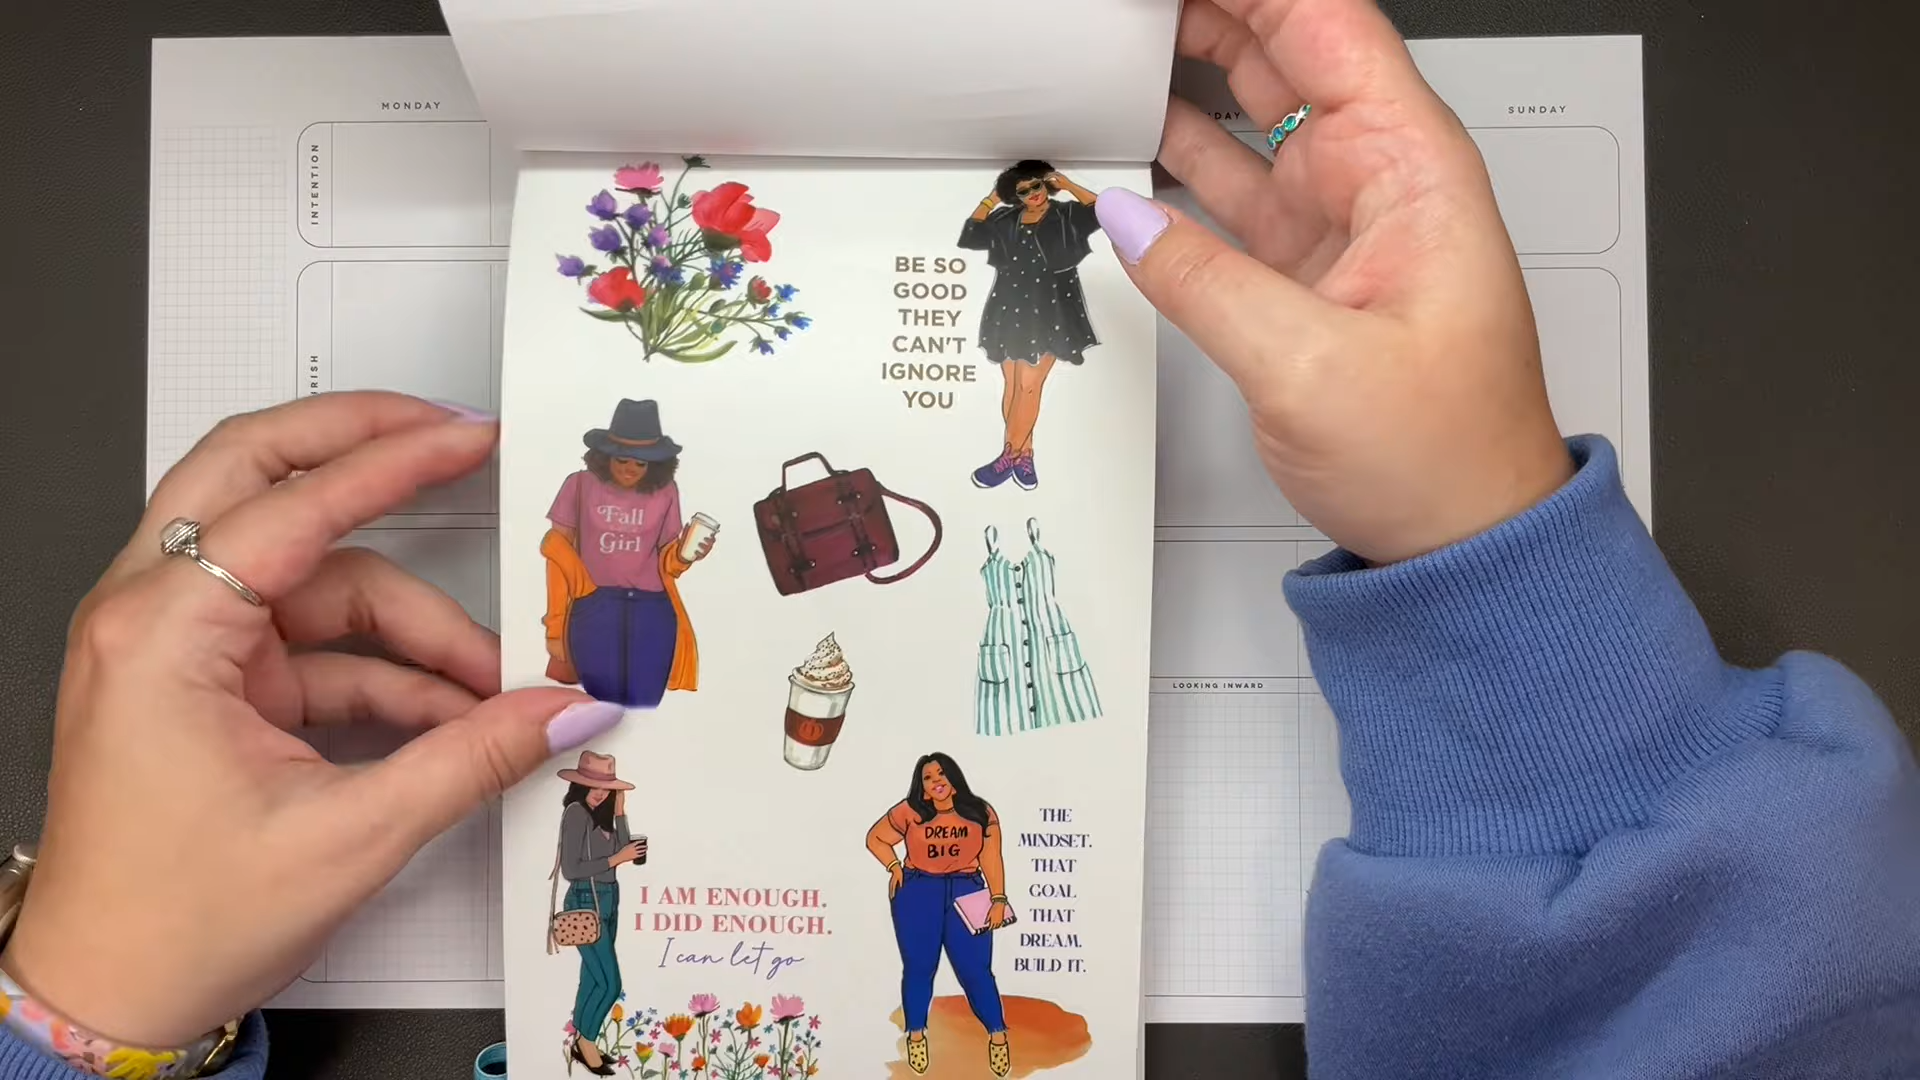 MONDAY
SUNDAY
INTENTION
BE SO
GOOD
THEY
CAN'T
IGNORE
YOU
Fall
Girl
LOOKING INWARD
DREAM
BIG
THE
MINDSET.
THAT
GOAL
THAT
DREAM.
BUILD IT.
I AM ENOUGH.
I DID ENOUGH.
I can let go